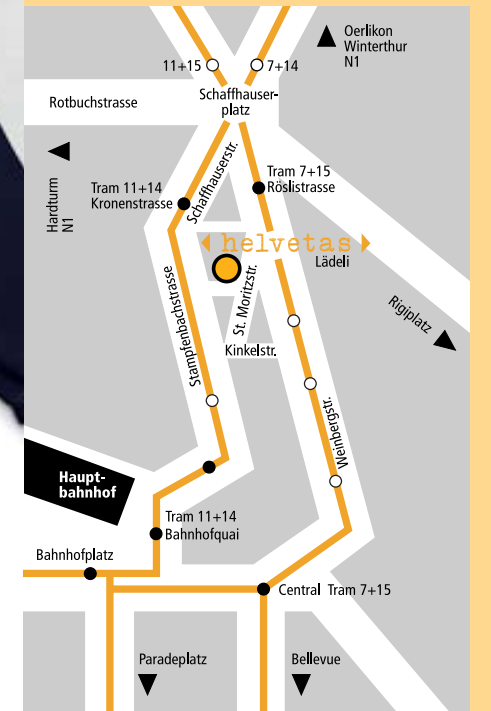 Oerlikon
Winterthur
N1
11+15
7+14
Schaffhauser-
platz
Rotbuchstrasse
Hardturm
N1
Tram 11+14
Kronenstrasse
Schaffhauserstr.
Tram 7+15
Röslistrasse
helvetas
Lädeli
St. Moritzstr.
Stampfenbachstrasse
Rigiplatz
Kinkelstr.
Weinbergstr.
Haupt-
bahnhof
Tram 11+14
Bahnhofquai
Bahnhofplatz
Central Tram 7+15
Paradeplatz
Bellevue